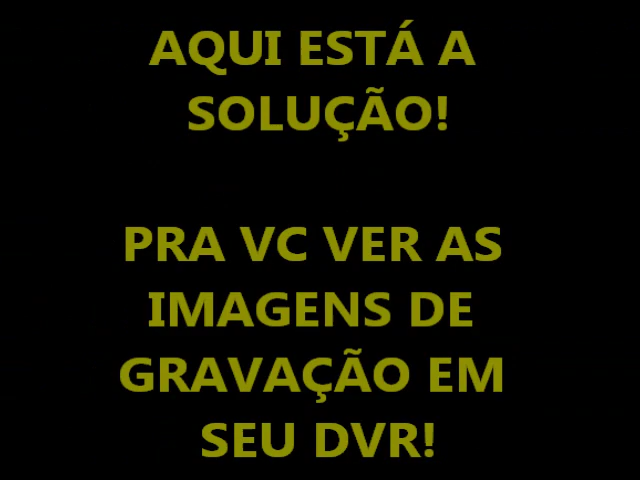 AQUI ESTÁ A
SOLUÇÃO!
PRA VC VER AS
IMAGENS DE
GRAVAÇÃO EM
SEU DVR!